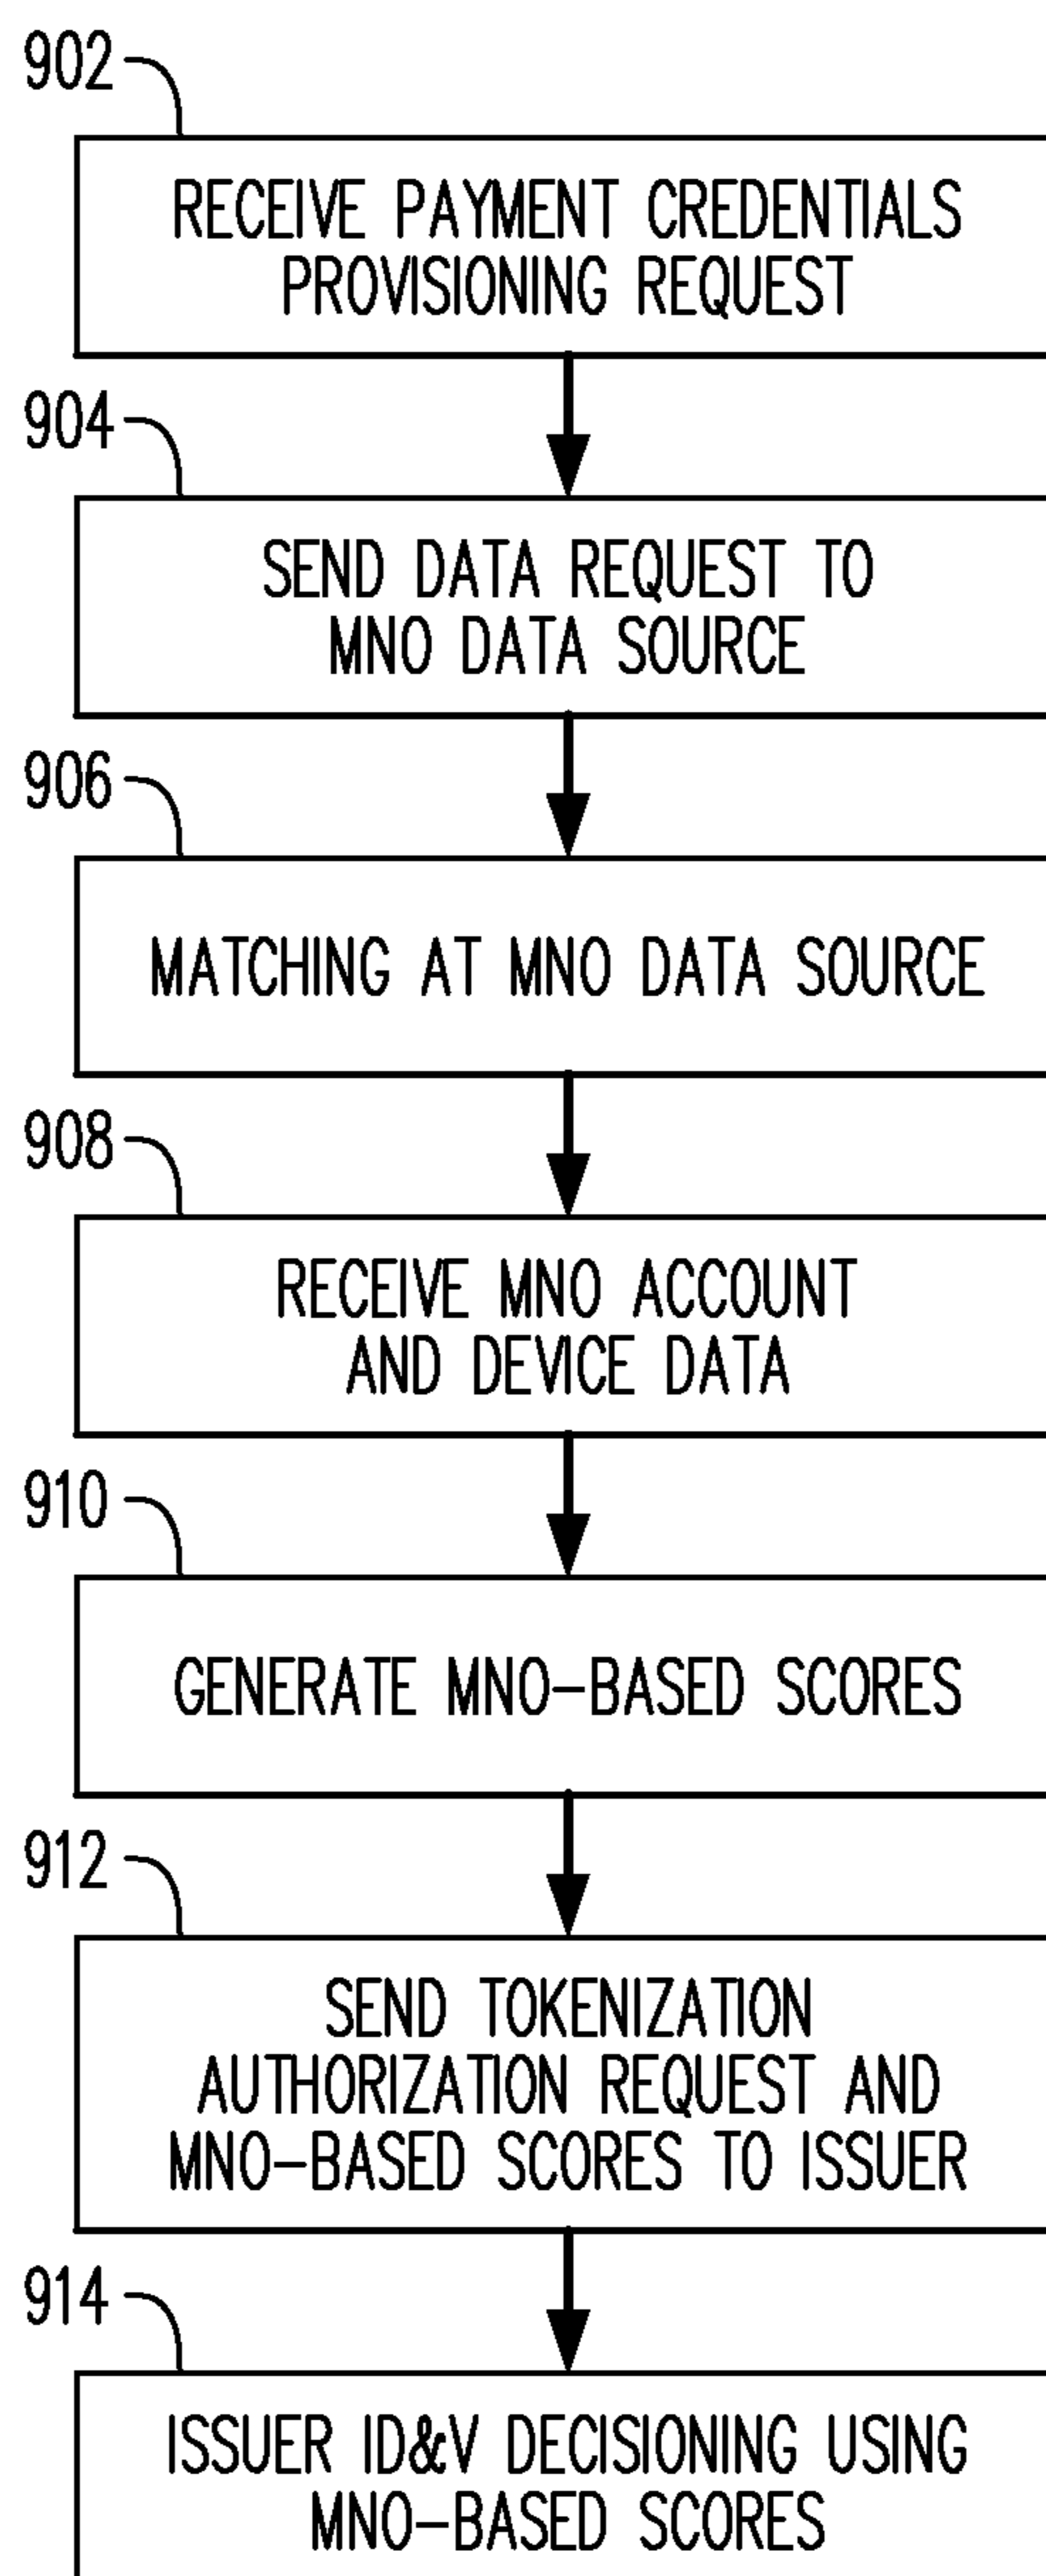 902
RECEIVE PAYMENT CREDENTIALS
PROVISIONING REQUEST
904
SEND DATA REQUEST TO
MNO DATA SOURCE
906
MATCHING AT MNO DATA SOURCE
908
RECEIVE MNO ACCOUNT
AND DEVICE DATA
910
GENERATE MNO-BASED SCORES
912
SEND TOKENIZATION
AUTHORIZATION REQUEST AND
MNO-BASED SCORES TO ISSUER
914
ISSUER ID&V DECISIONING USING
MNO-BASED SCORES